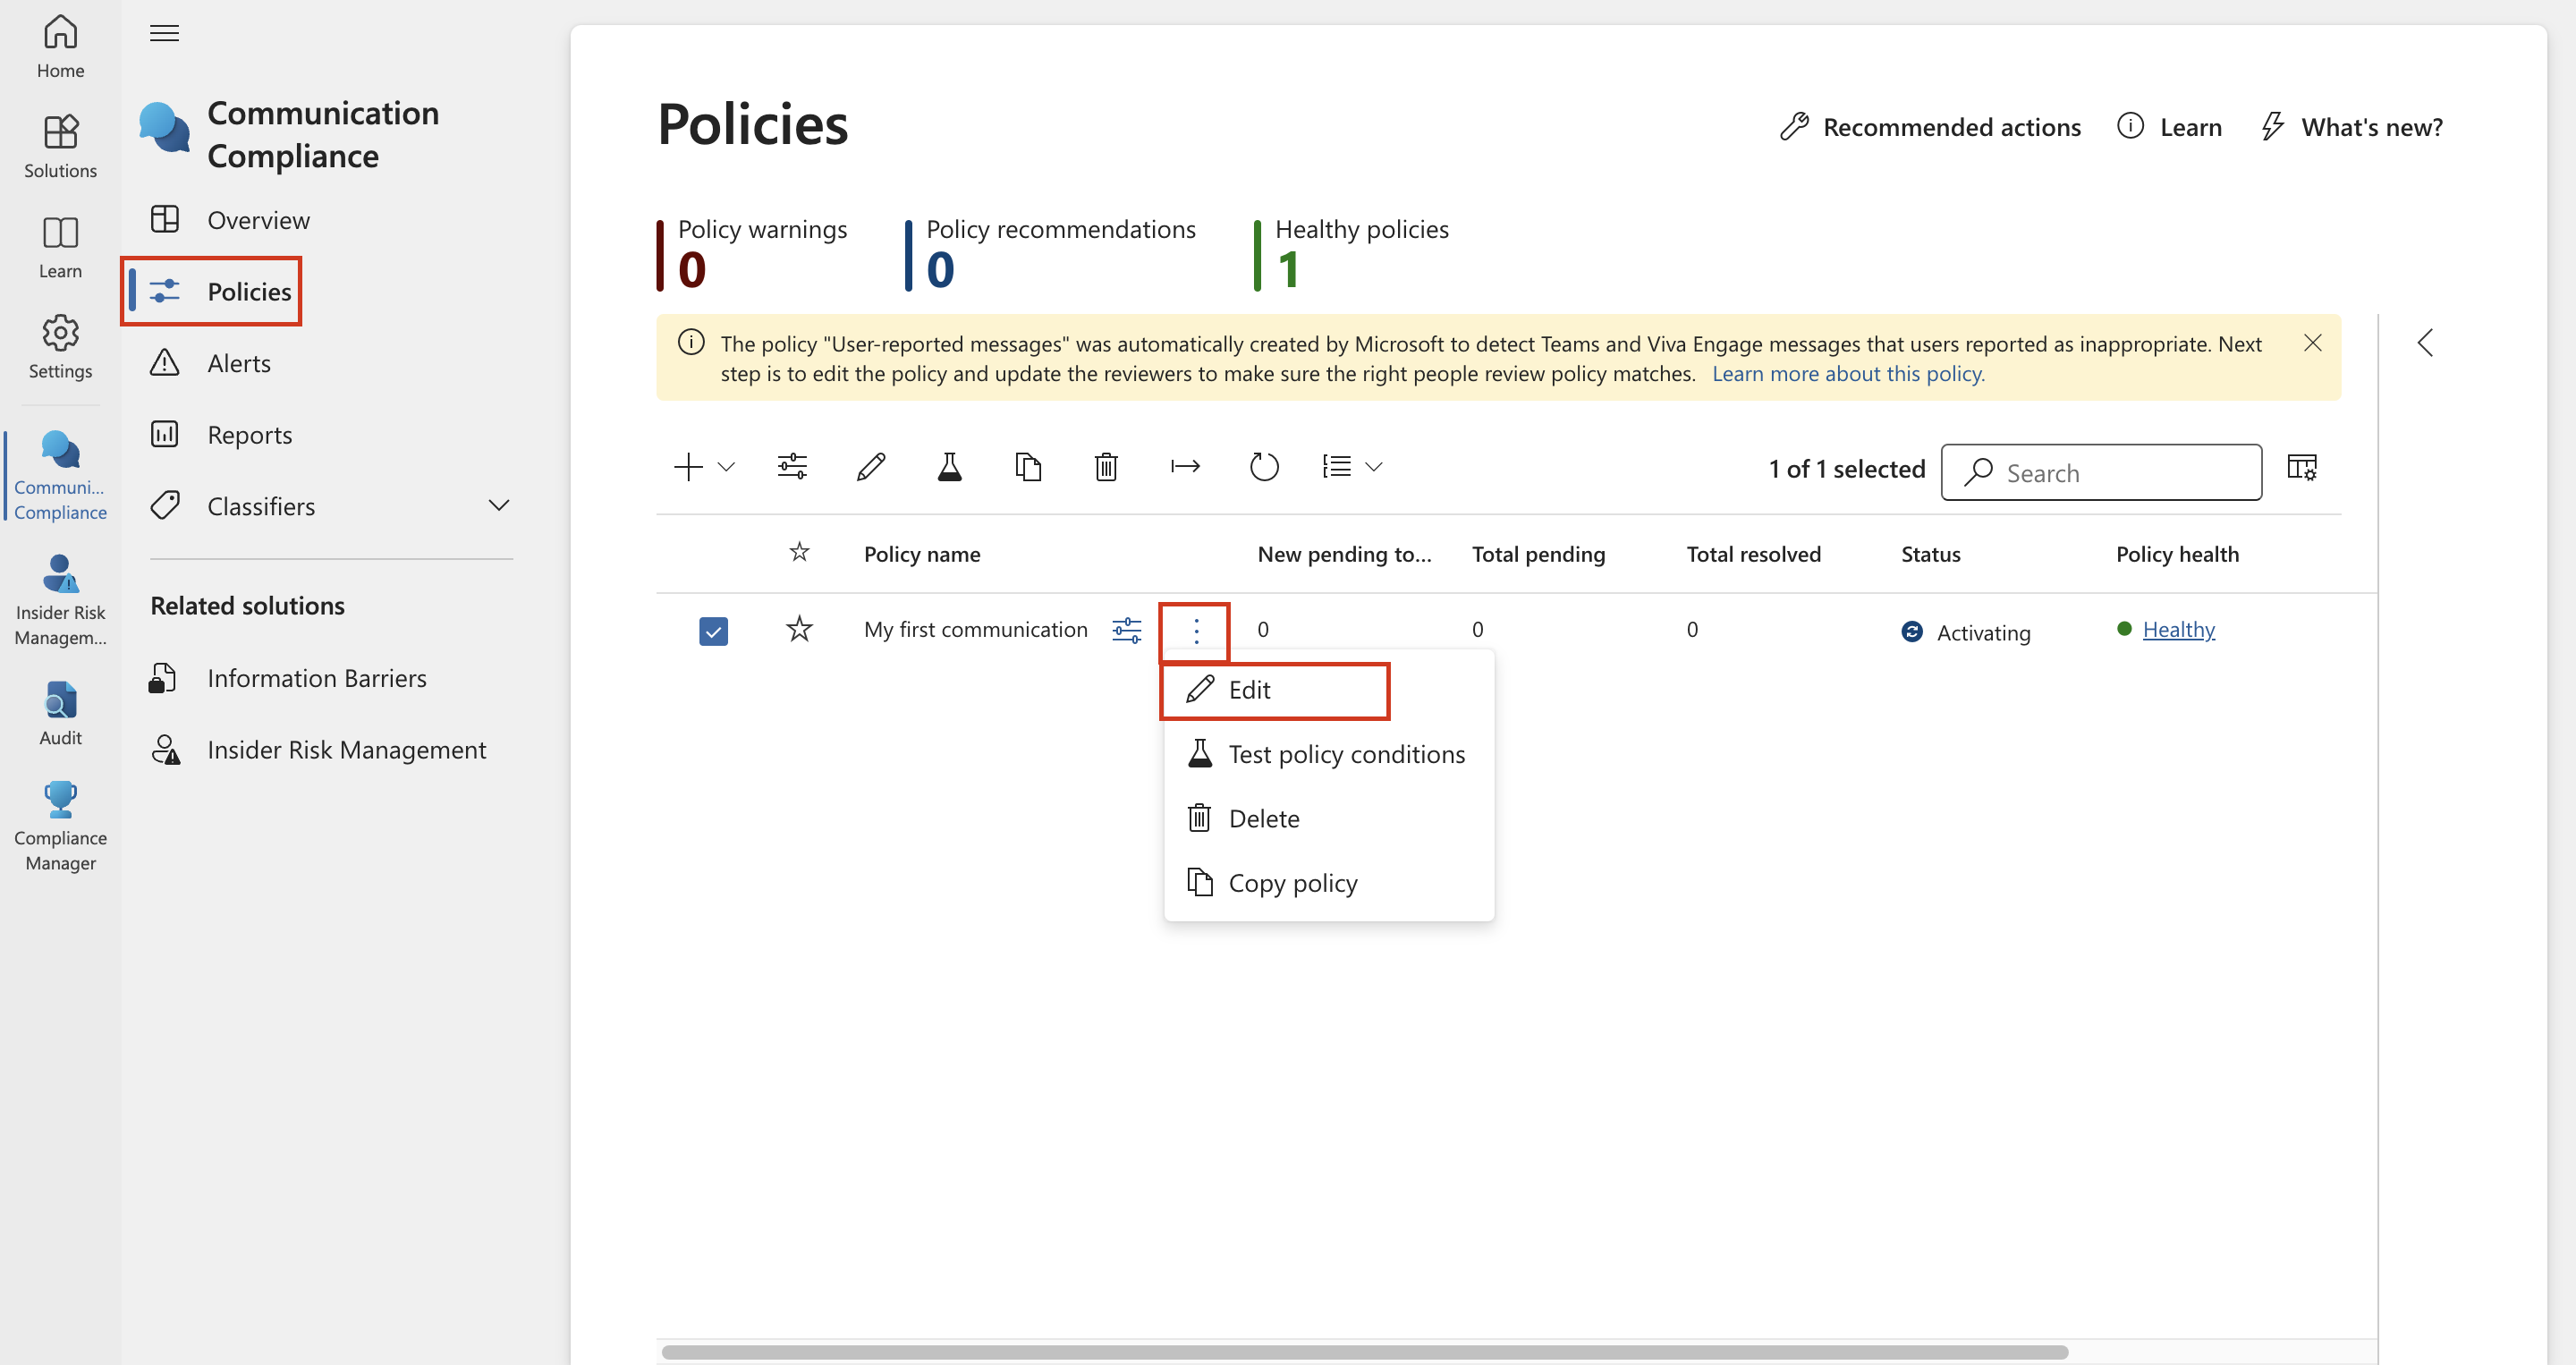 Home
Solutions
Learn
Settings
Communi...
Compliance
Insider Risk
Managem...
Audit
Compliance
Manager
Communication
Compliance
Overview
Policies
Alerts
Reports
Classifiers
Related solutions
Information Barriers
Insider Risk Management
Policies
Recommended actions
Learn
What's new?
Policy warnings
0
Policy recommendations
0
Healthy policies
1
The policy "User-reported messages" was automatically created by Microsoft to detect Teams and Viva Engage messages that users reported as inappropriate. Next
step is to edit the policy and update the reviewers to make sure the right people review policy matches. Learn more about this policy.
1 of 1 selected
Search
Policy name New pending to... Total pending Total resolved Status Policy health
My first communication 0 0 0 Activating Healthy
Edit
Test policy conditions
Delete
Copy policy